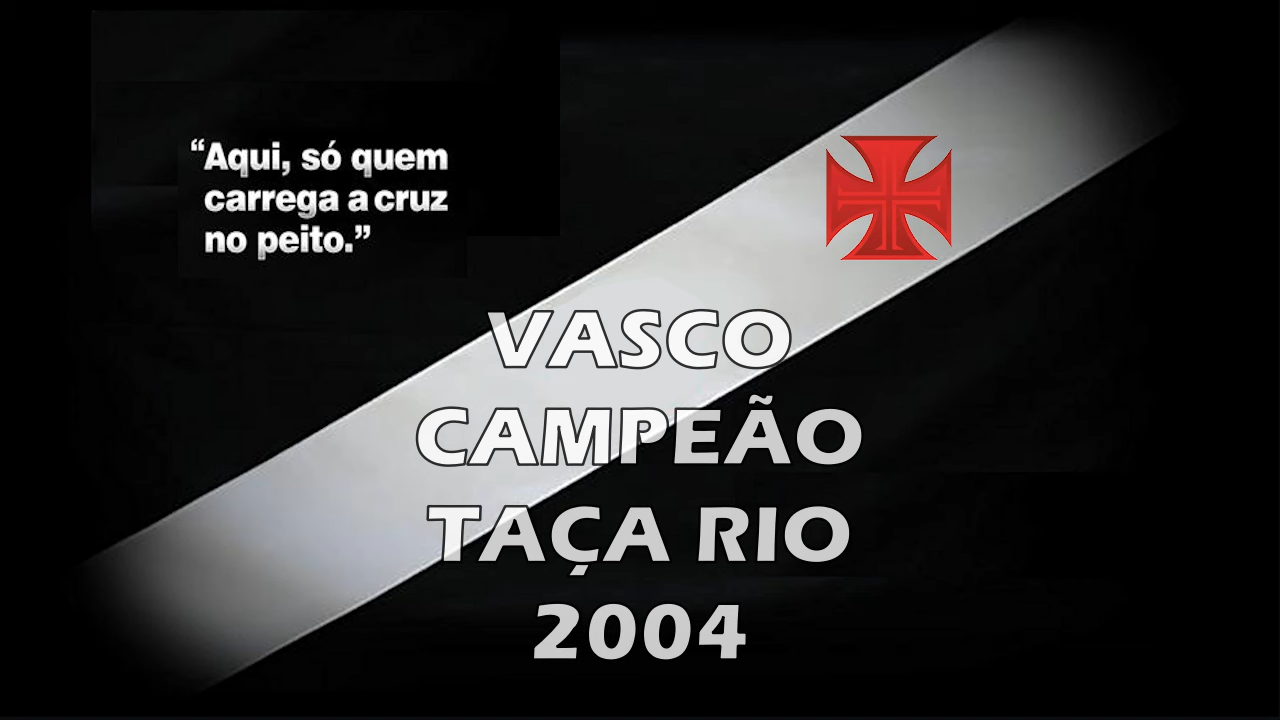 “Aqui, só quem
carrega a cruz
no peito.”
VASCO
CAMPEÃO
TAÇA RIO
2004